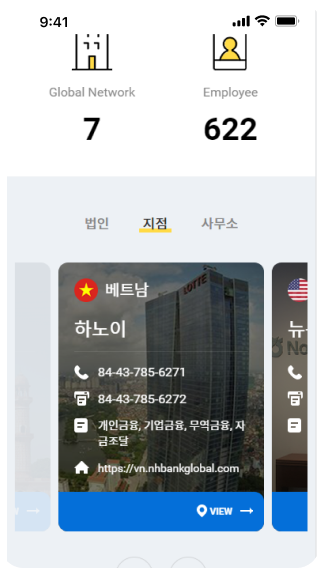 9:41
Global Network
Employee
7
622
법인
지점
사무소
LOTTE
베트남
하노이
84-43-785-6271
84-43-785-6272
개인금융, 기업금융, 무역금융, 자
금조달
https://vn.nhbankglobal.com
VIEW